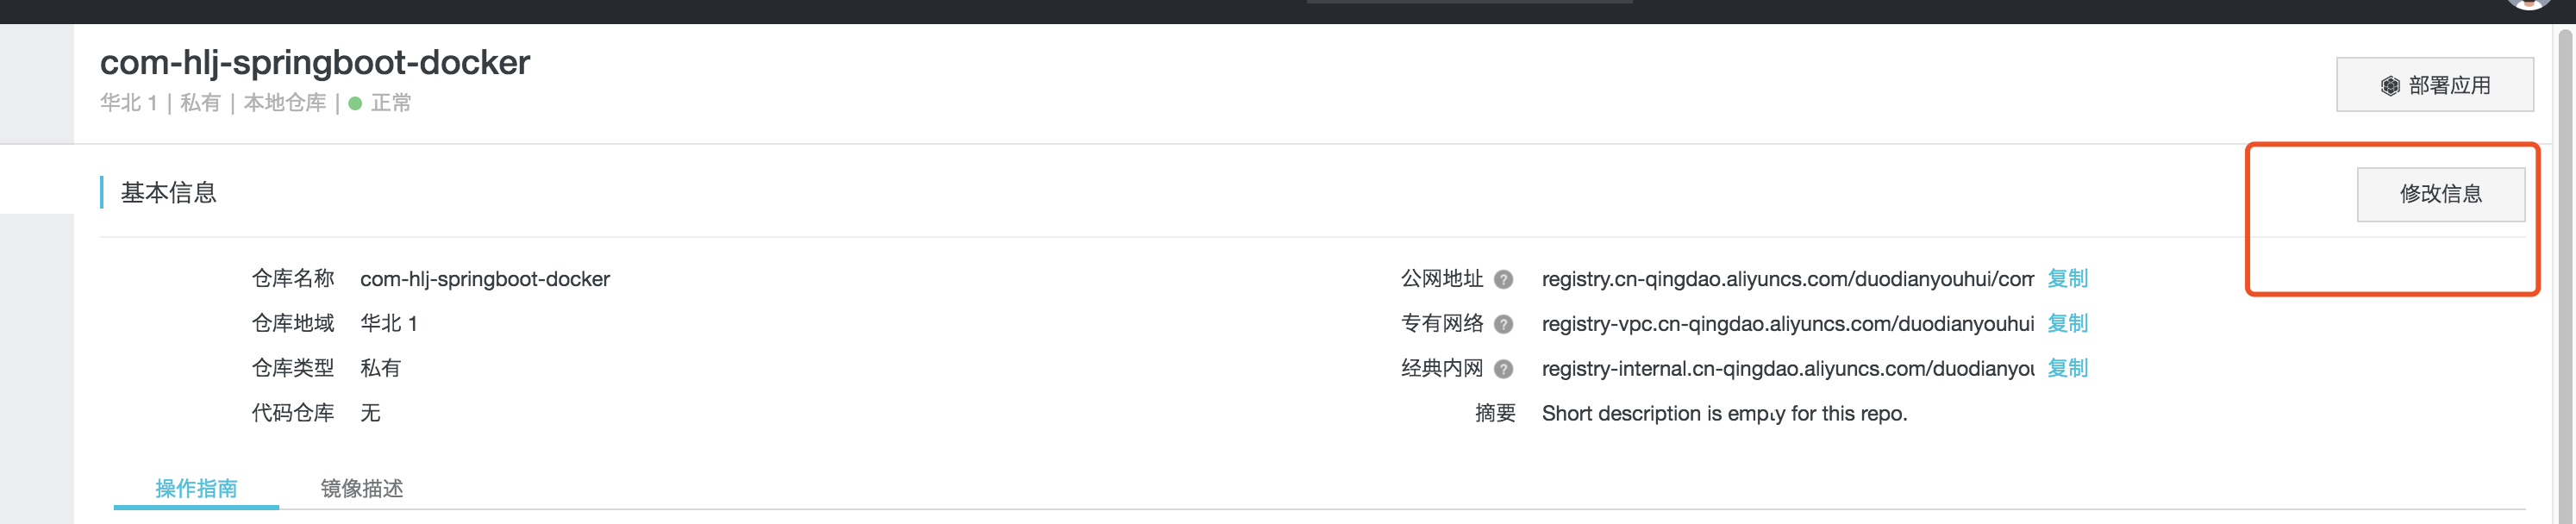 com-hlj-springboot-docker
华北 1 | 私有 | 本地仓库 | 正常
部署应用
基本信息
修改信息
仓库名称 com-hlj-springboot-docker
公网地址 ? registry.cn-qingdao.aliyuncs.com/duodianyouhui/com 复制
仓库地域 华北 1
专有网络 ? registry-vpc.cn-qingdao.aliyuncs.com/duodianyouhui 复制
仓库类型 私有
经典内网 ? registry-internal.cn-qingdao.aliyuncs.com/duodianyou 复制
代码仓库 无
摘要 Short description is empty for this repo.
操作指南 镜像描述